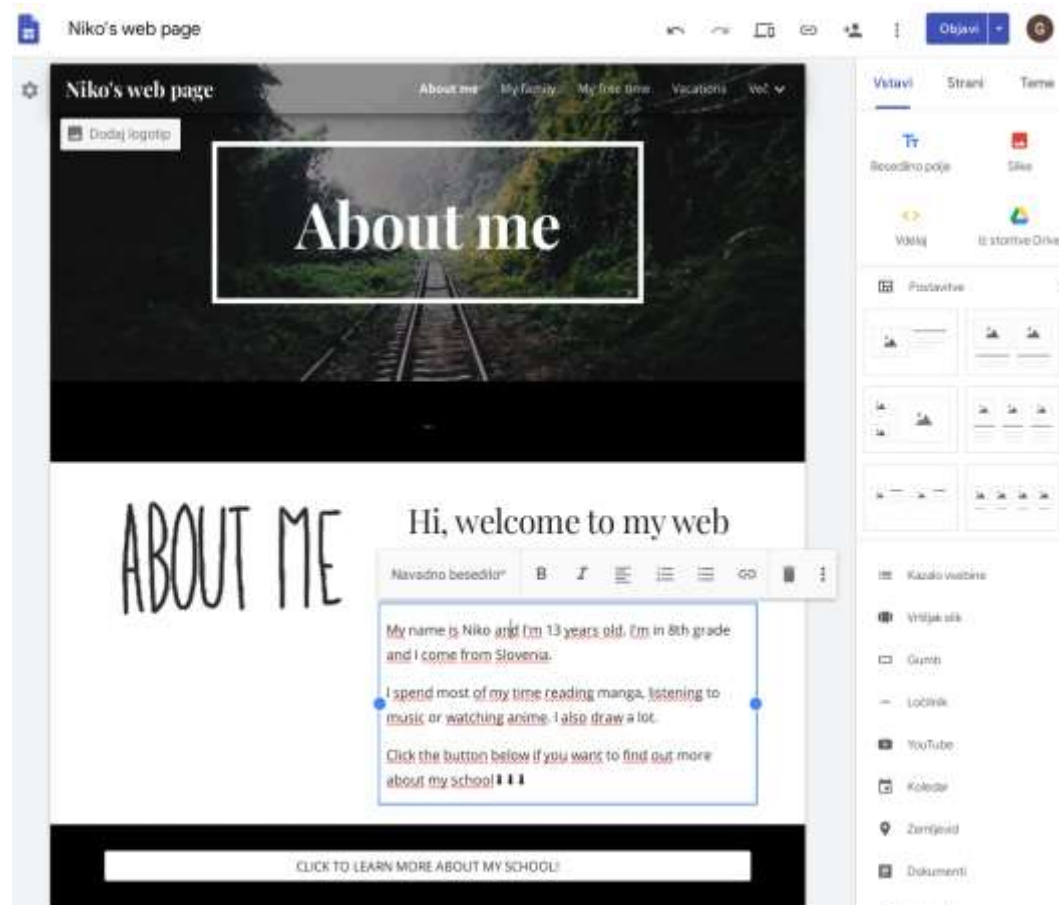 Niko's web page
Objavi
G
Niko's web page
About me
My family
My free time
Vacations
Več
Dodaj logotip
About me
Vstavi
Strani
Teme
Besedilno polje
Slike
Vdelaj
Iz storitve Drive
Postavitve
ABOUT ME
Hi, welcome to my web
Navadno besedilo
B
I
My name is Niko and I'm 13 years old. I'm in 8th grade
and I come from Slovenia.
I spend most of my time reading manga, listening to
music or watching anime. I also draw a lot.
Click the button below if you want to find out more
about my school⬇⬇⬇
CLICK TO LEARN MORE ABOUT MY SCHOOL!
Kazalo vsebine
Vrtiljak slik
Gumb
Ločilnik
YouTube
Koledar
Zemljevid
Dokumenti